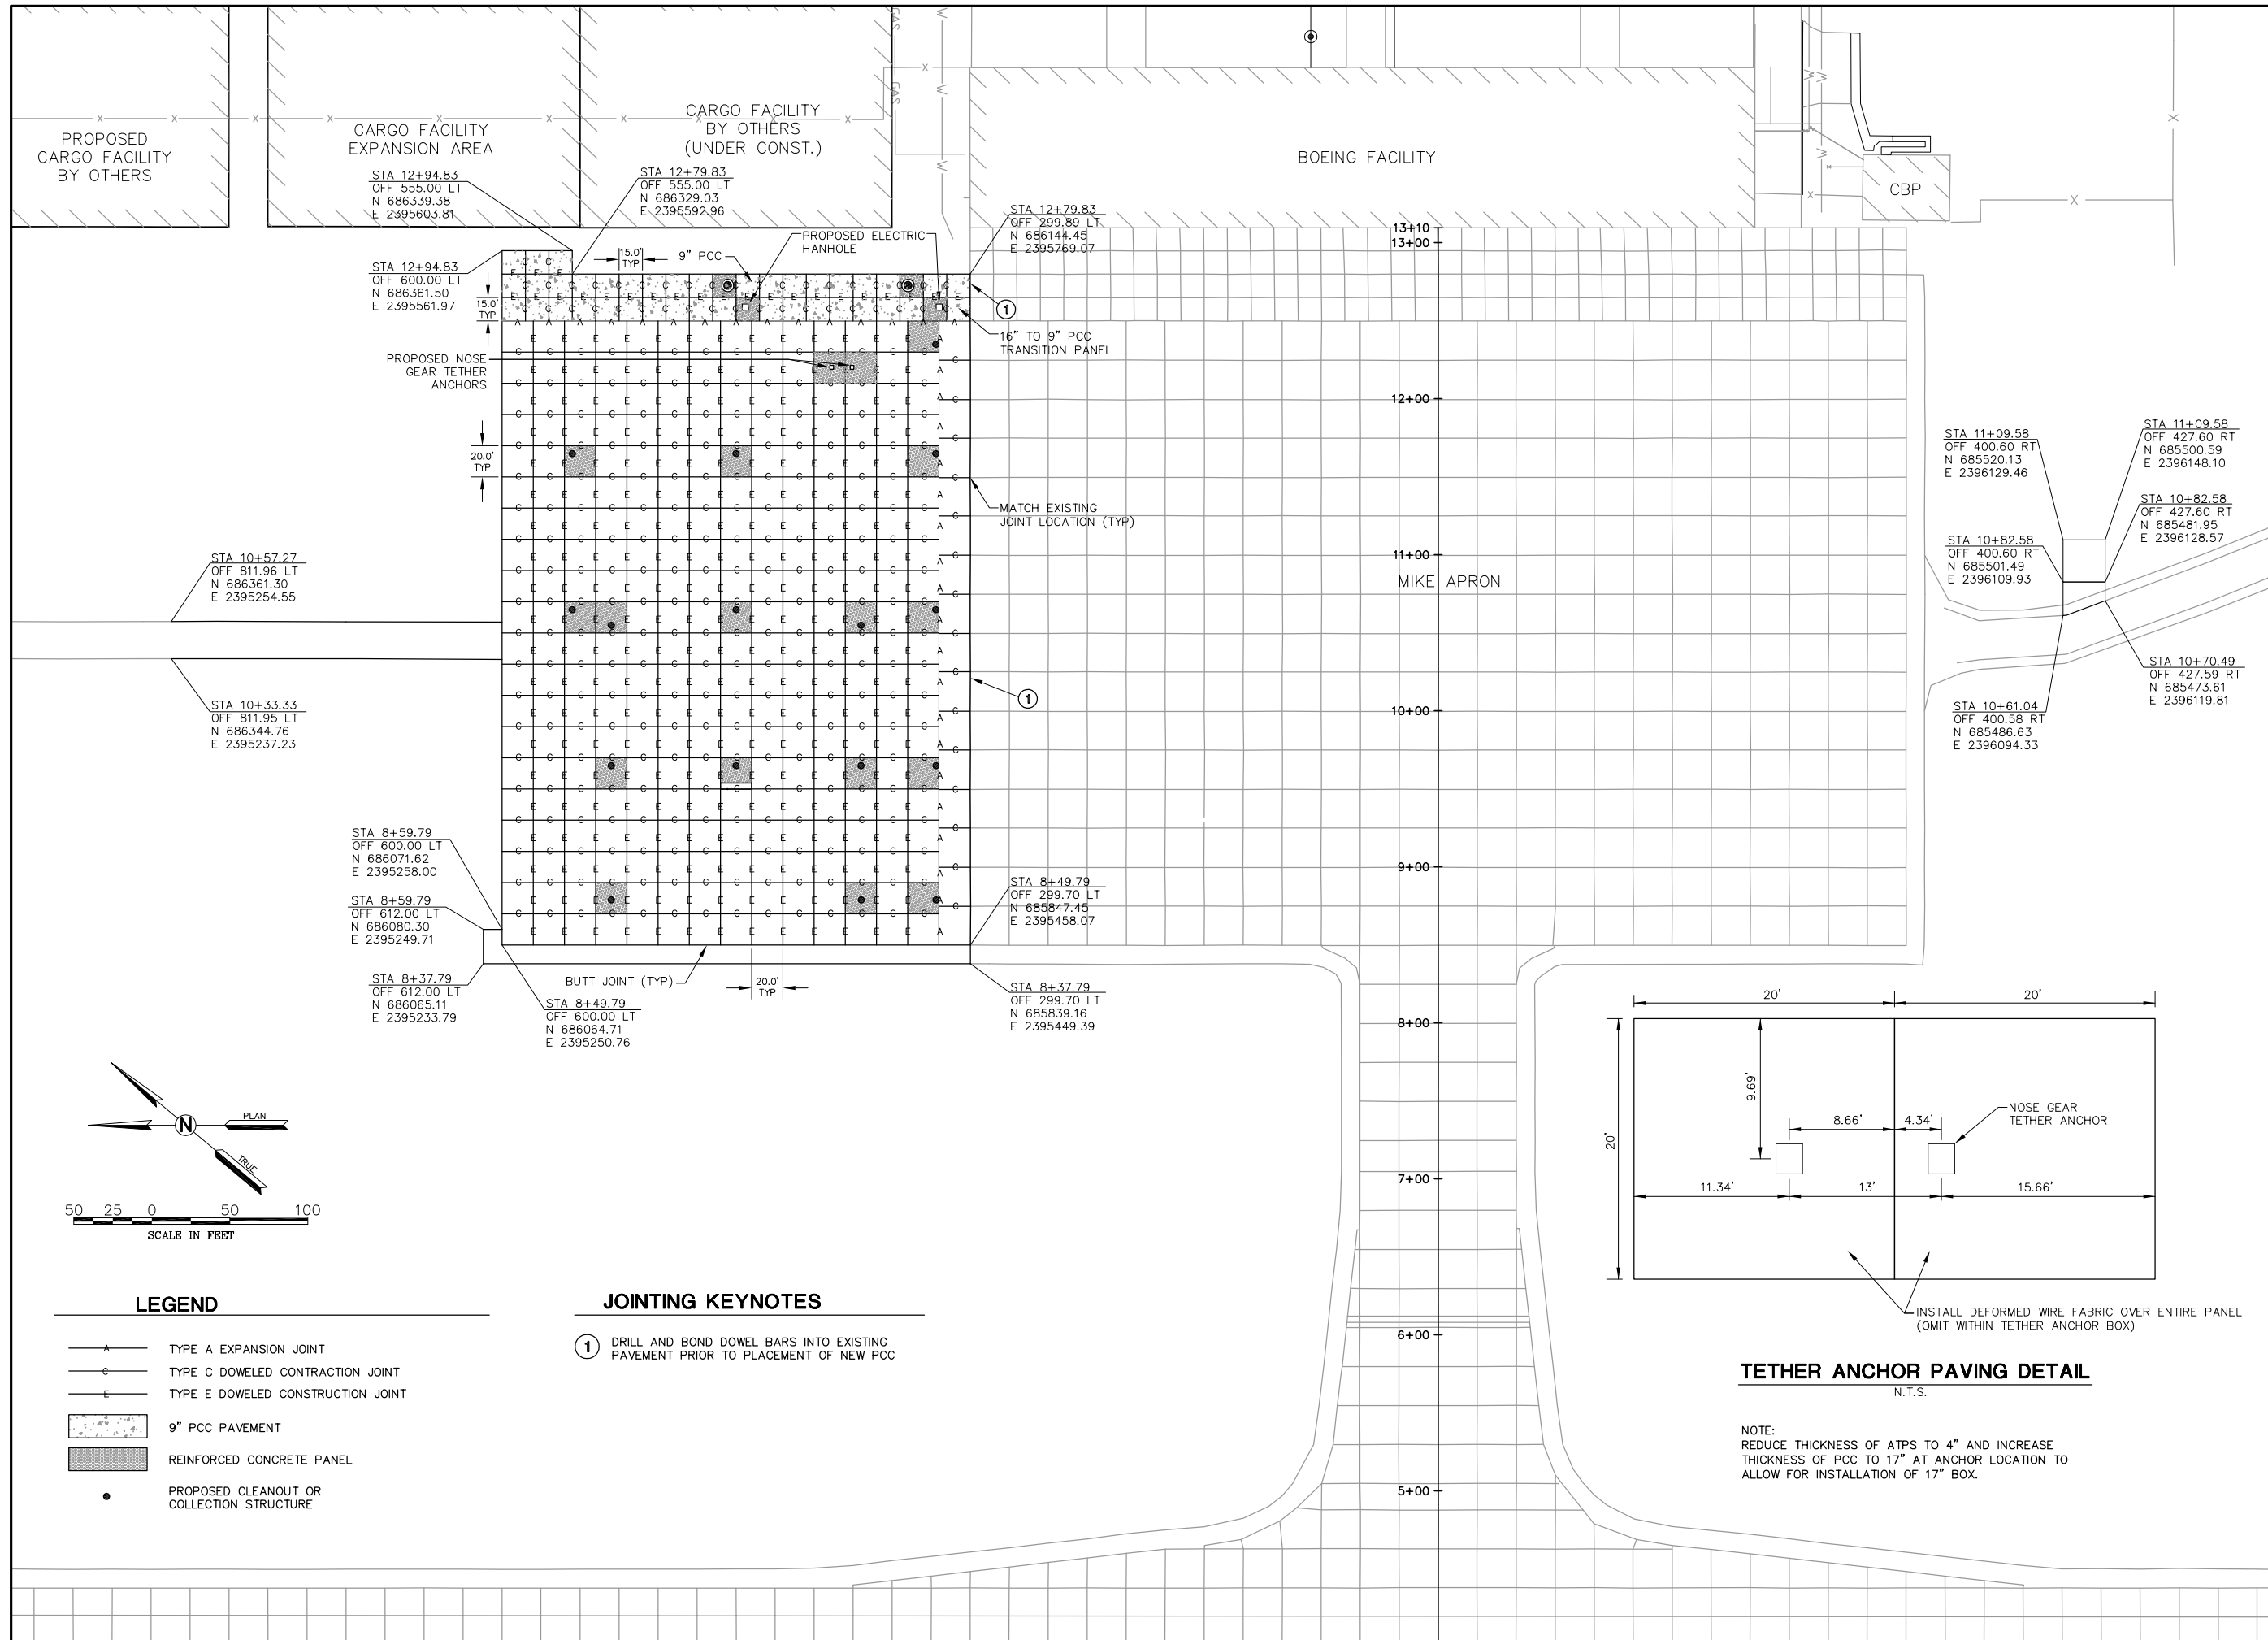 GAS
GAS
W
W
W
W
W
W
W
X
X
X
X
X
X
X
X
X
X
X
PROPOSED
CARGO FACILITY
BY OTHERS
CARGO FACILITY
EXPANSION AREA
CARGO FACILITY
BY OTHERS
(UNDER CONST.)
BOEING FACILITY
CBP
STA 12+94.83
OFF 555.00 LT
N 686339.38
E 2395603.81
STA 12+79.83
OFF 555.00 LT
N 686329.03
E 2395592.96
STA 12+79.83
OFF 299.89 LT
N 686144.45
E 2395769.07
STA 12+94.83
OFF 600.00 LT
N 686361.50
E 2395561.97
15.0'
TYP
9" PCC
PROPOSED ELECTRIC
HANHOLE
15.0'
TYP
1
16" TO 9" PCC
TRANSITION PANEL
PROPOSED NOSE
GEAR TETHER
ANCHORS
20.0'
TYP
MATCH EXISTING
JOINT LOCATION (TYP)
1
13+10
13+00
12+00
11+00
MIKE APRON
10+00
9+00
8+00
7+00
6+00
5+00
STA 11+09.58
OFF 400.60 RT
N 685520.13
E 2396129.46
STA 11+09.58
OFF 427.60 RT
N 685500.59
E 2396148.10
STA 10+82.58
OFF 400.60 RT
N 685501.49
E 2396109.93
STA 10+82.58
OFF 427.60 RT
N 685481.95
E 2396128.57
STA 10+61.04
OFF 400.58 RT
N 685486.63
E 2396094.33
STA 10+70.49
OFF 427.59 RT
N 685473.61
E 2396119.81
STA 10+57.27
OFF 811.96 LT
N 686361.30
E 2395254.55
STA 10+33.33
OFF 811.95 LT
N 686344.76
E 2395237.23
STA 8+59.79
OFF 600.00 LT
N 686071.62
E 2395258.00
STA 8+59.79
OFF 612.00 LT
N 686080.30
E 2395249.71
STA 8+37.79
OFF 612.00 LT
N 686065.11
E 2395233.79
STA 8+49.79
OFF 600.00 LT
N 686064.71
E 2395250.76
BUTT JOINT (TYP)
20.0'
TYP
STA 8+49.79
OFF 299.70 LT
N 685847.45
E 2395458.07
STA 8+37.79
OFF 299.70 LT
N 685839.16
E 2395449.39
N
PLAN
TRUE
50 25 0 50 100
SCALE IN FEET
LEGEND
A TYPE A EXPANSION JOINT
C TYPE C DOWELED CONTRACTION JOINT
E TYPE E DOWELED CONSTRUCTION JOINT
9" PCC PAVEMENT
REINFORCED CONCRETE PANEL
PROPOSED CLEANOUT OR
COLLECTION STRUCTURE
JOINTING KEYNOTES
1 DRILL AND BOND DOWEL BARS INTO EXISTING
PAVEMENT PRIOR TO PLACEMENT OF NEW PCC
20' 20'
9.69'
20'
8.66' 4.34'
NOSE GEAR
TETHER ANCHOR
11.34' 13' 15.66'
INSTALL DEFORMED WIRE FABRIC OVER ENTIRE PANEL
(OMIT WITHIN TETHER ANCHOR BOX)
TETHER ANCHOR PAVING DETAIL
N.T.S.
NOTE:
REDUCE THICKNESS OF ATPS TO 4" AND INCREASE
THICKNESS OF PCC TO 17" AT ANCHOR LOCATION TO
ALLOW FOR INSTALLATION OF 17" BOX.